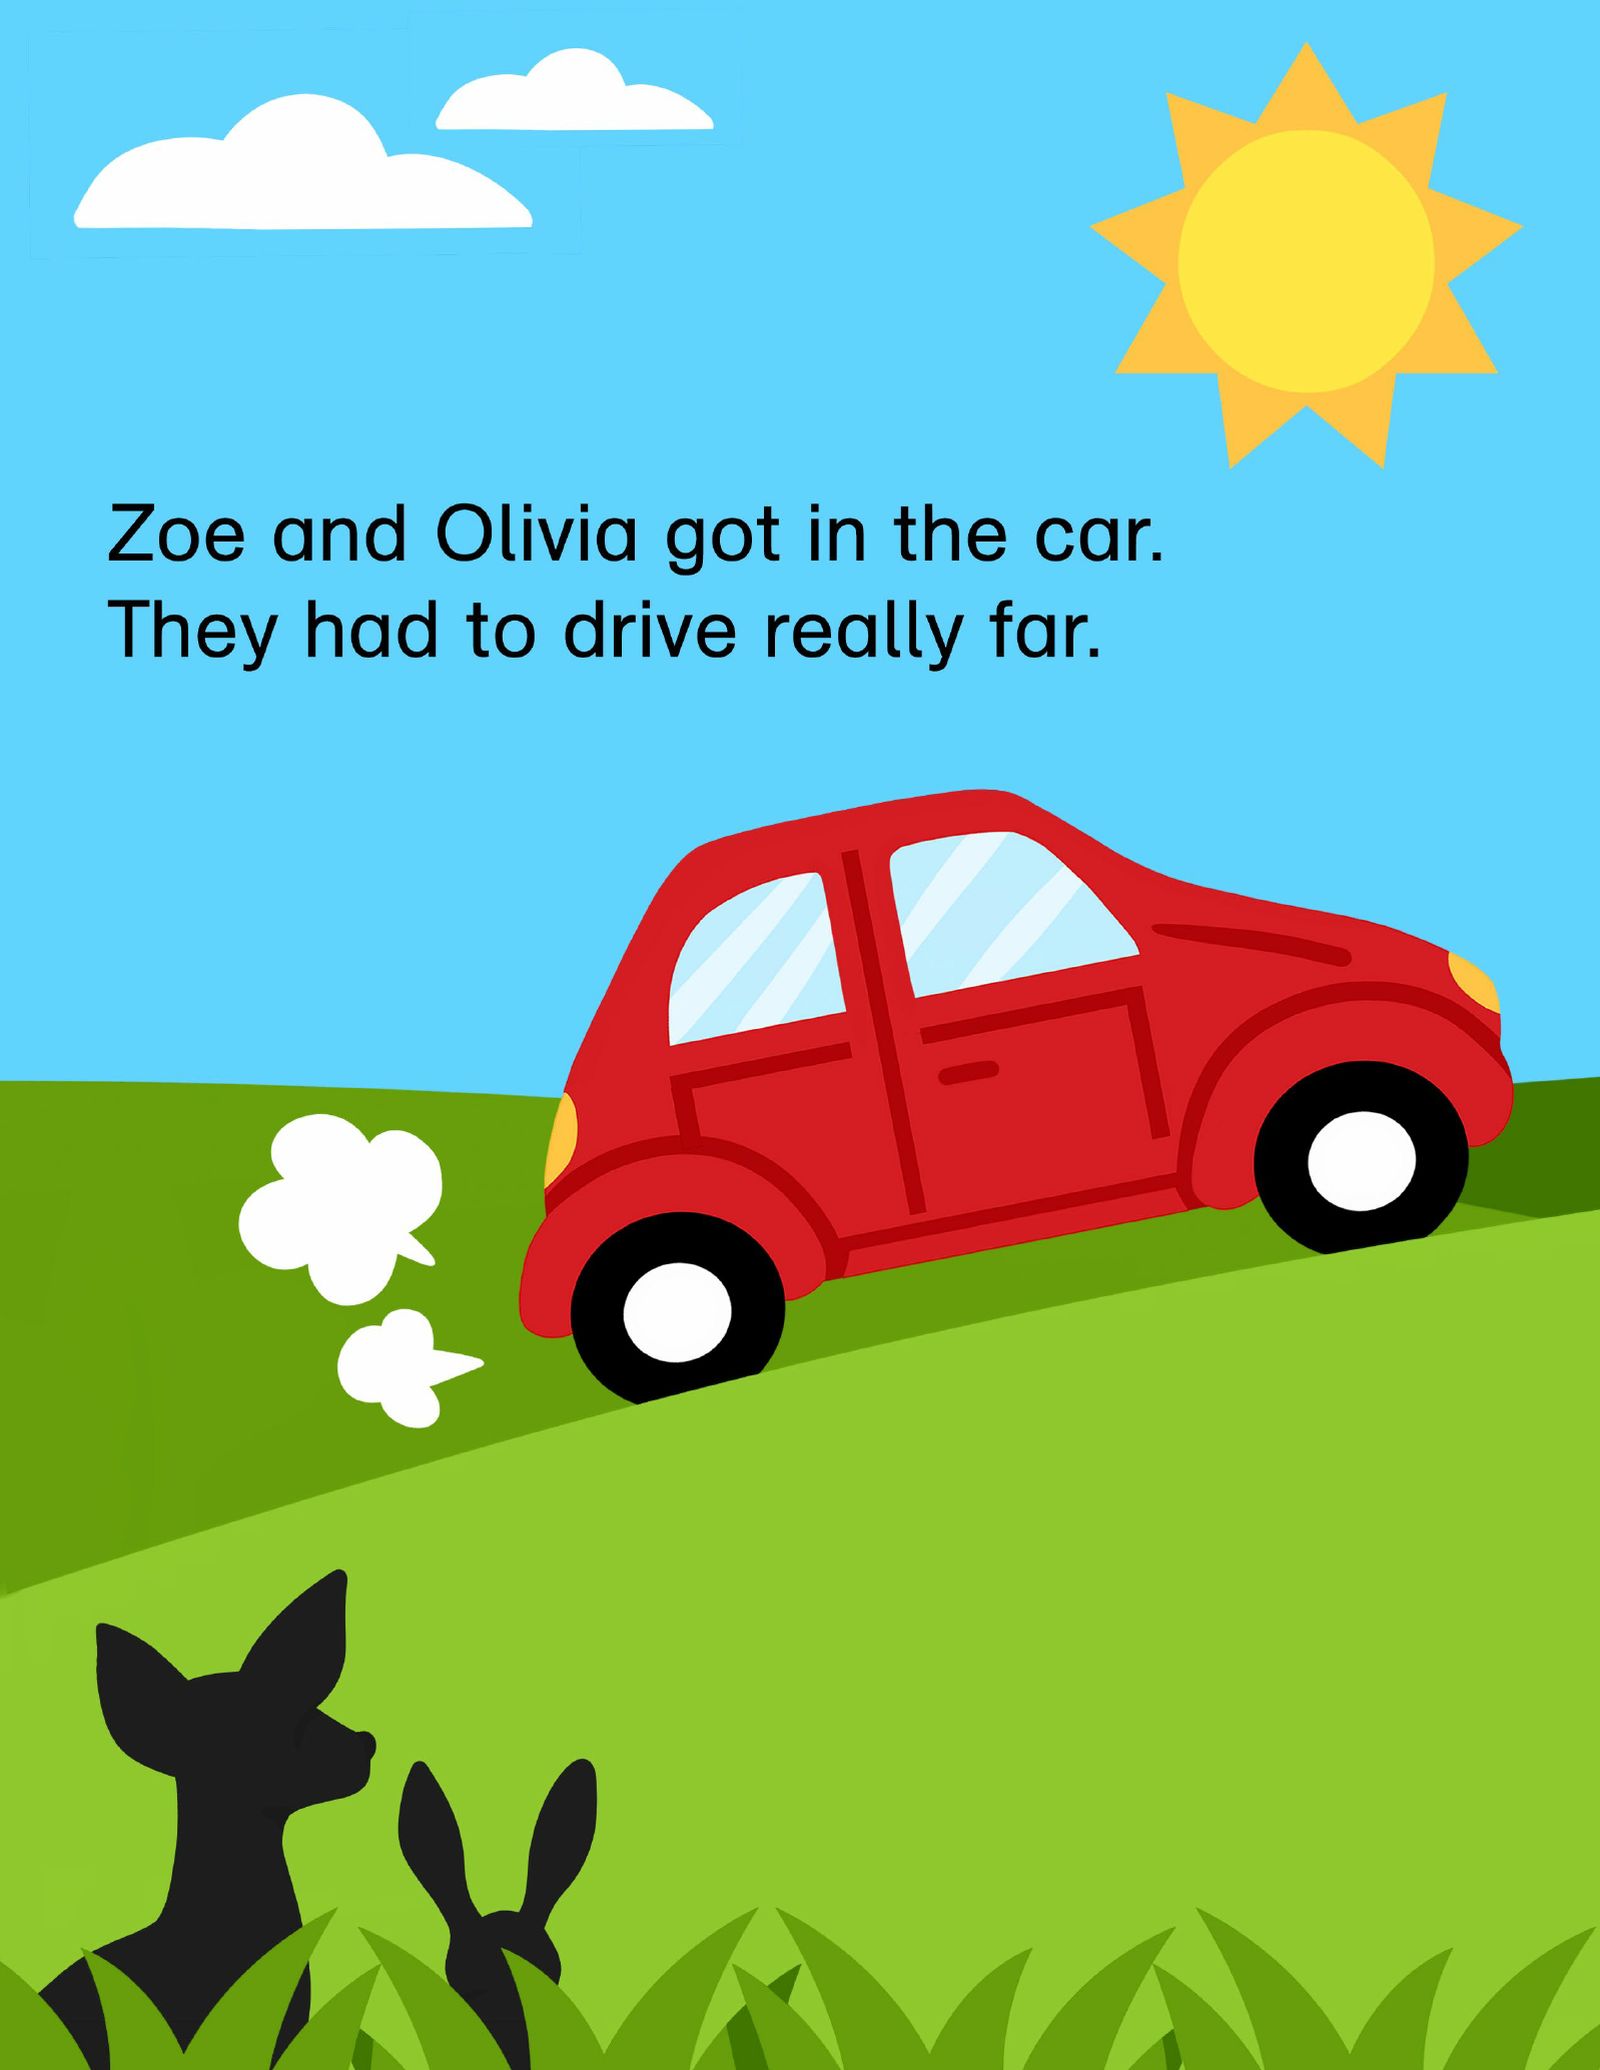 Zoe and Olivia got in the car.
They had to drive really far.